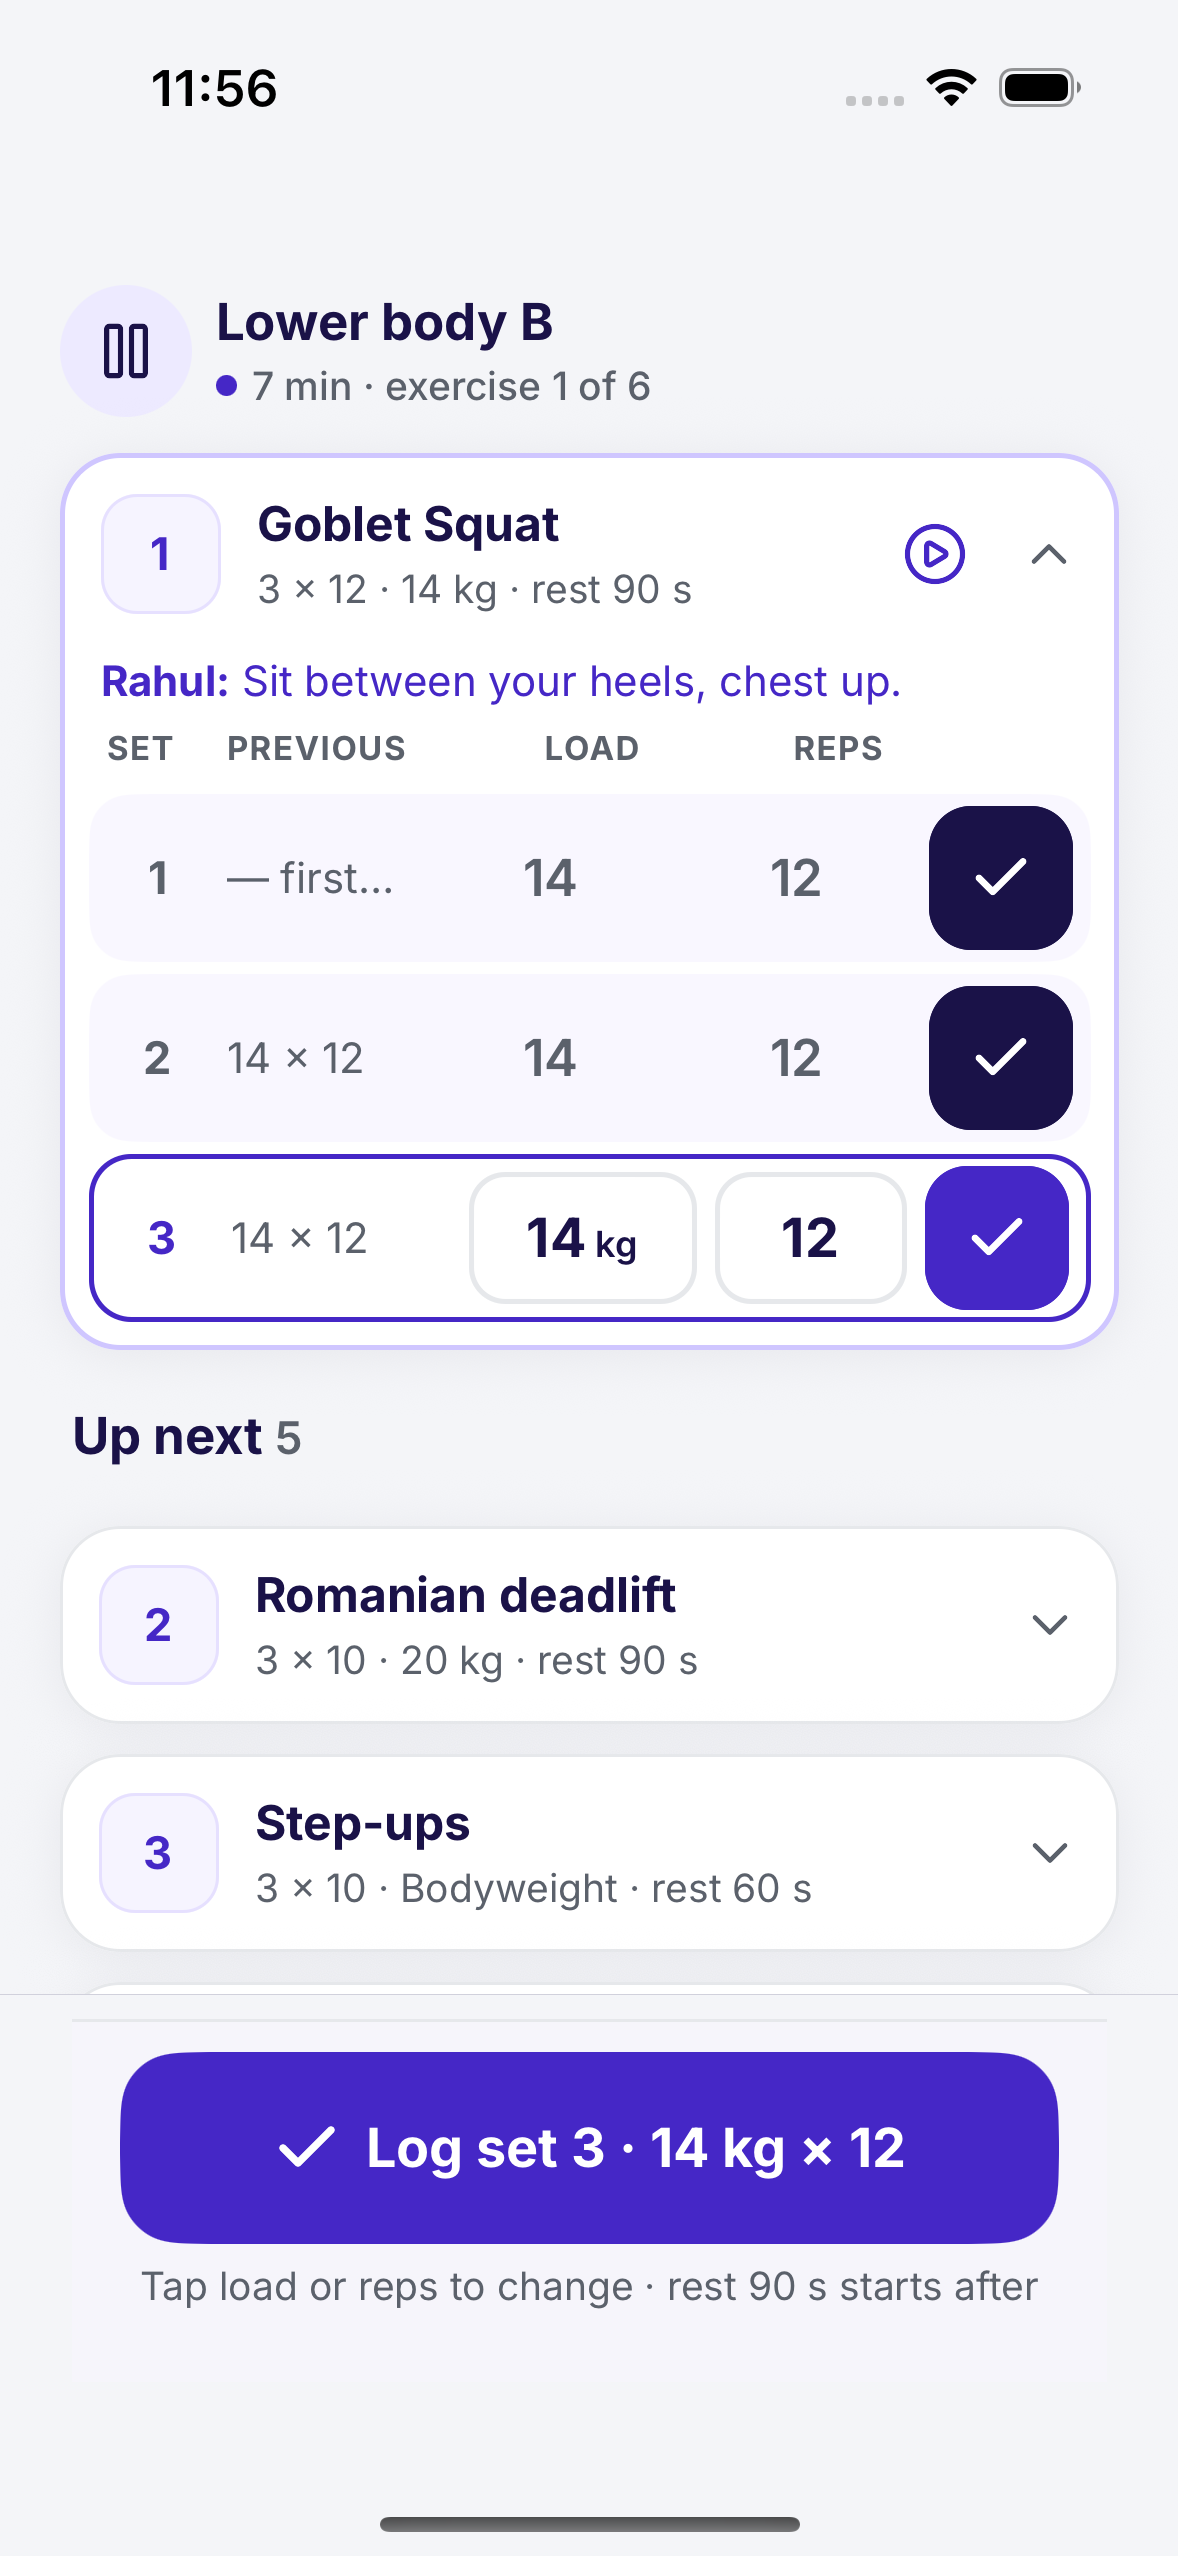 11:56
Lower body B
7 min · exercise 1 of 6
1
Goblet Squat
3 × 12 · 14 kg · rest 90 s
Rahul: Sit between your heels, chest up.
SET PREVIOUS LOAD REPS
1 — first... 14 12
2 14 × 12 14 12
3 14 × 12 14 kg 12
Up next 5
2
Romanian deadlift
3 × 10 · 20 kg · rest 90 s
3
Step-ups
3 × 10 · Bodyweight · rest 60 s
Log set 3 · 14 kg × 12
Tap load or reps to change · rest 90 s starts after